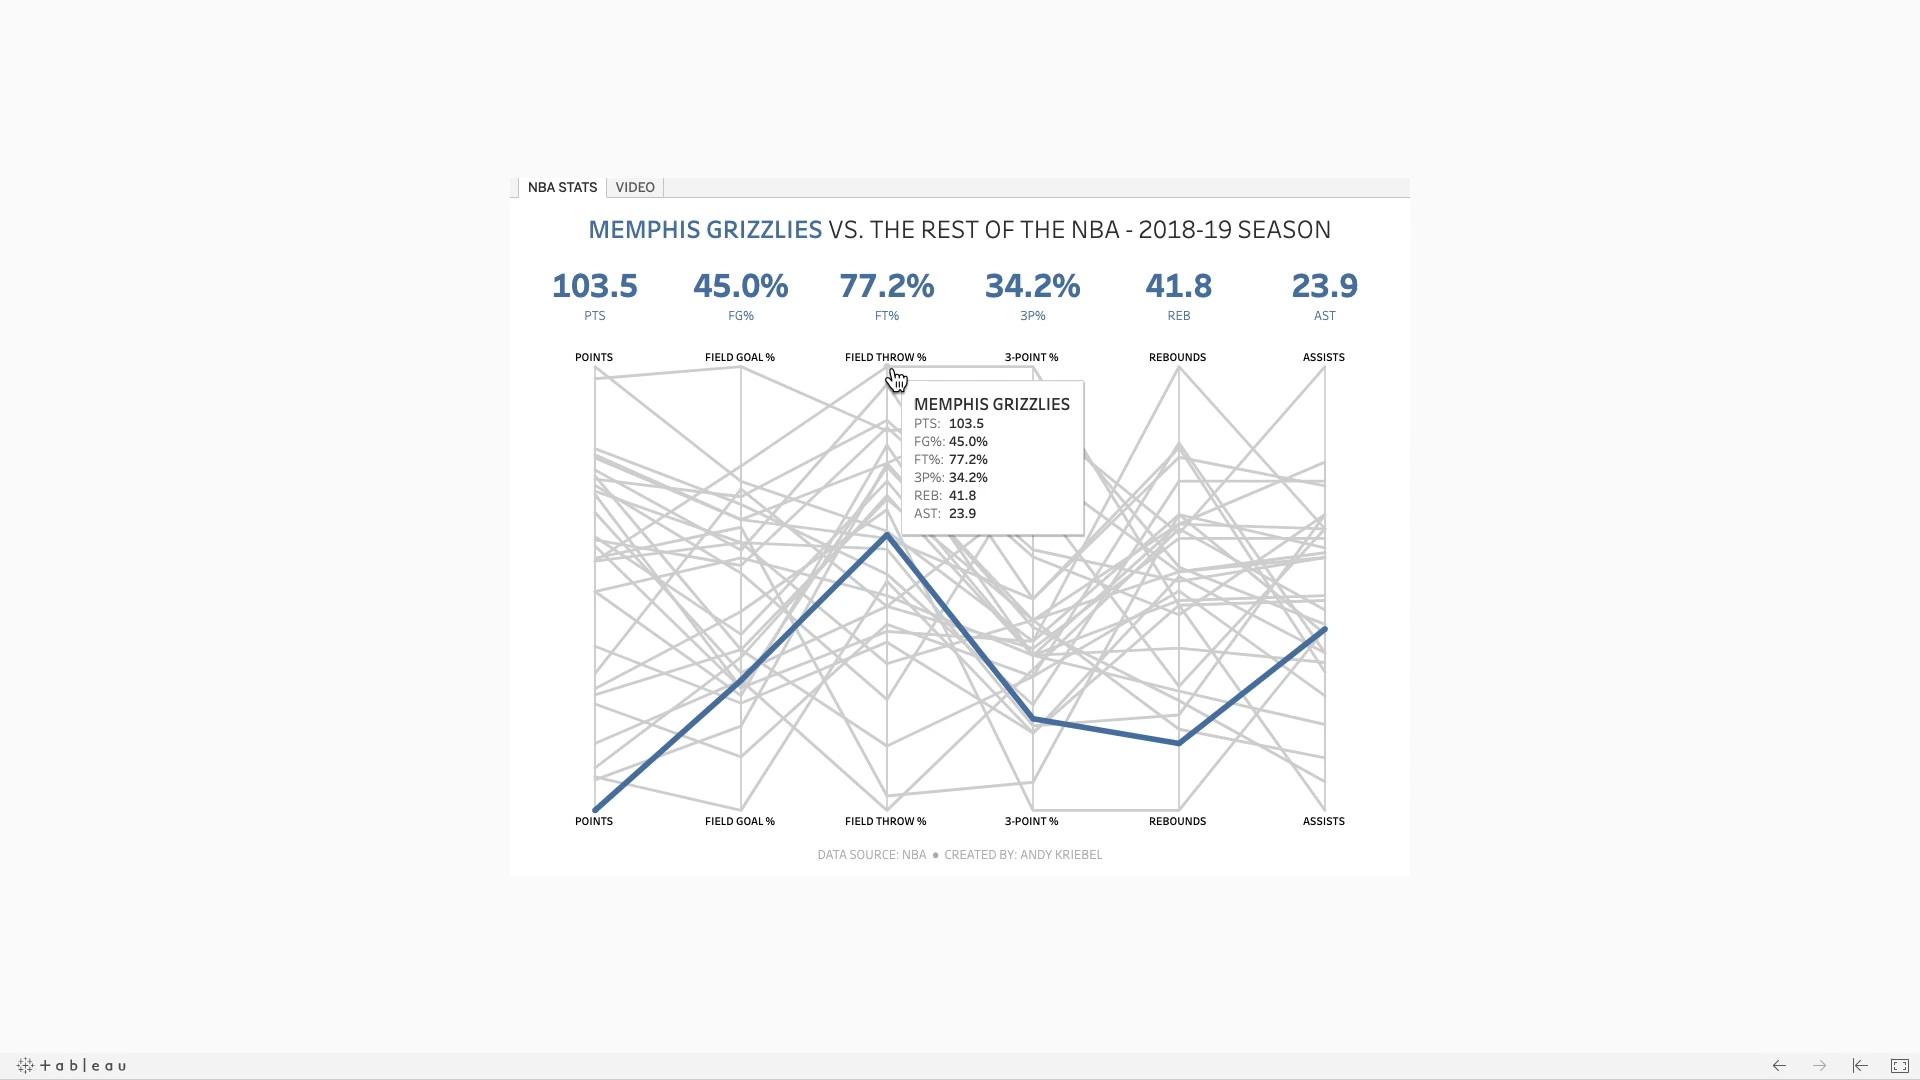 NBA STATS VIDEO
MEMPHIS GRIZZLIES VS. THE REST OF THE NBA - 2018-19 SEASON
103.5 45.0% 77.2% 34.2% 41.8 23.9
PTS FG% FT% 3P% REB AST
POINTS FIELD GOAL % FIELD THROW % 3-POINT % REBOUNDS ASSISTS
MEMPHIS GRIZZLIES
PTS: 103.5
FG%: 45.0%
FT%: 77.2%
3P%: 34.2%
REB: 41.8
AST: 23.9
POINTS FIELD GOAL % FIELD THROW % 3-POINT % REBOUNDS ASSISTS
DATA SOURCE: NBA ● CREATED BY: ANDY KRIEBEL
+ableau